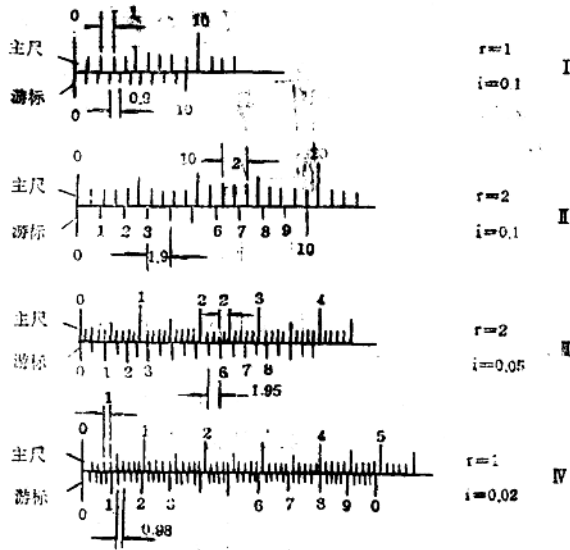 0 1 10
主尺 r=1 I
游标 i=0.1
0 0.9 10
0 10 2 20
主尺 r=2 II
游标 1 2 3 6 7 8 9 i=0.1
0 1.9 10
0 1 2 2 3 4
主尺 r=2 III
游标 i=0.05
0 1 2 3 6 7 8
1.95
1
0 1 2 4 5
主尺 r=1 IV
游标 i=0.02
0 1 2 3 6 7 8 9 0
0.98